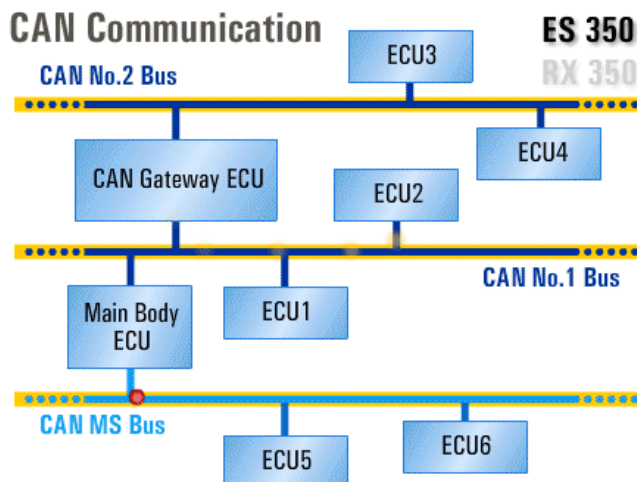 CAN Communication
ES 350
RX 350
ECU3
CAN No.2 Bus
ECU4
CAN Gateway ECU
ECU2
CAN No.1 Bus
Main Body
ECU
ECU1
CAN MS Bus
ECU5
ECU6